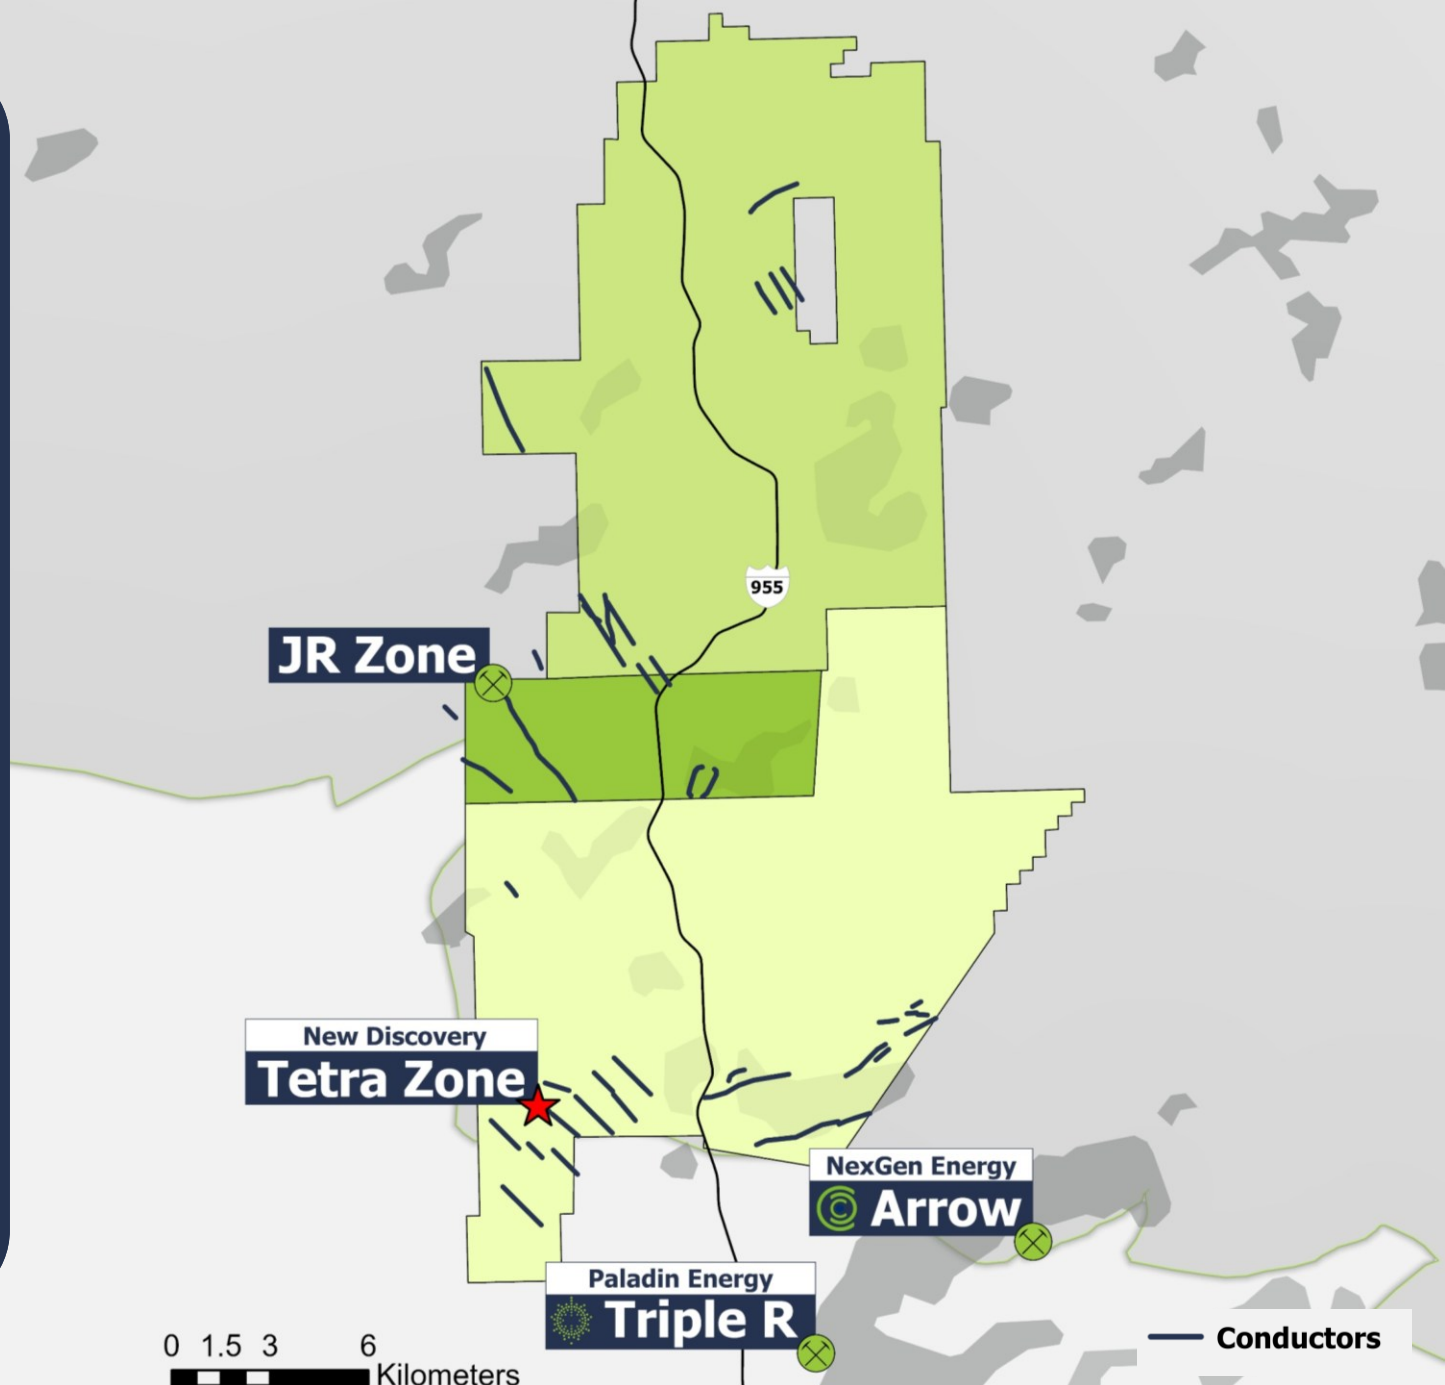 955
JR Zone
New Discovery
Tetra Zone
NexGen Energy
Arrow
Paladin Energy
Triple R
0 1.5 3 6
Kilometers
Conductors